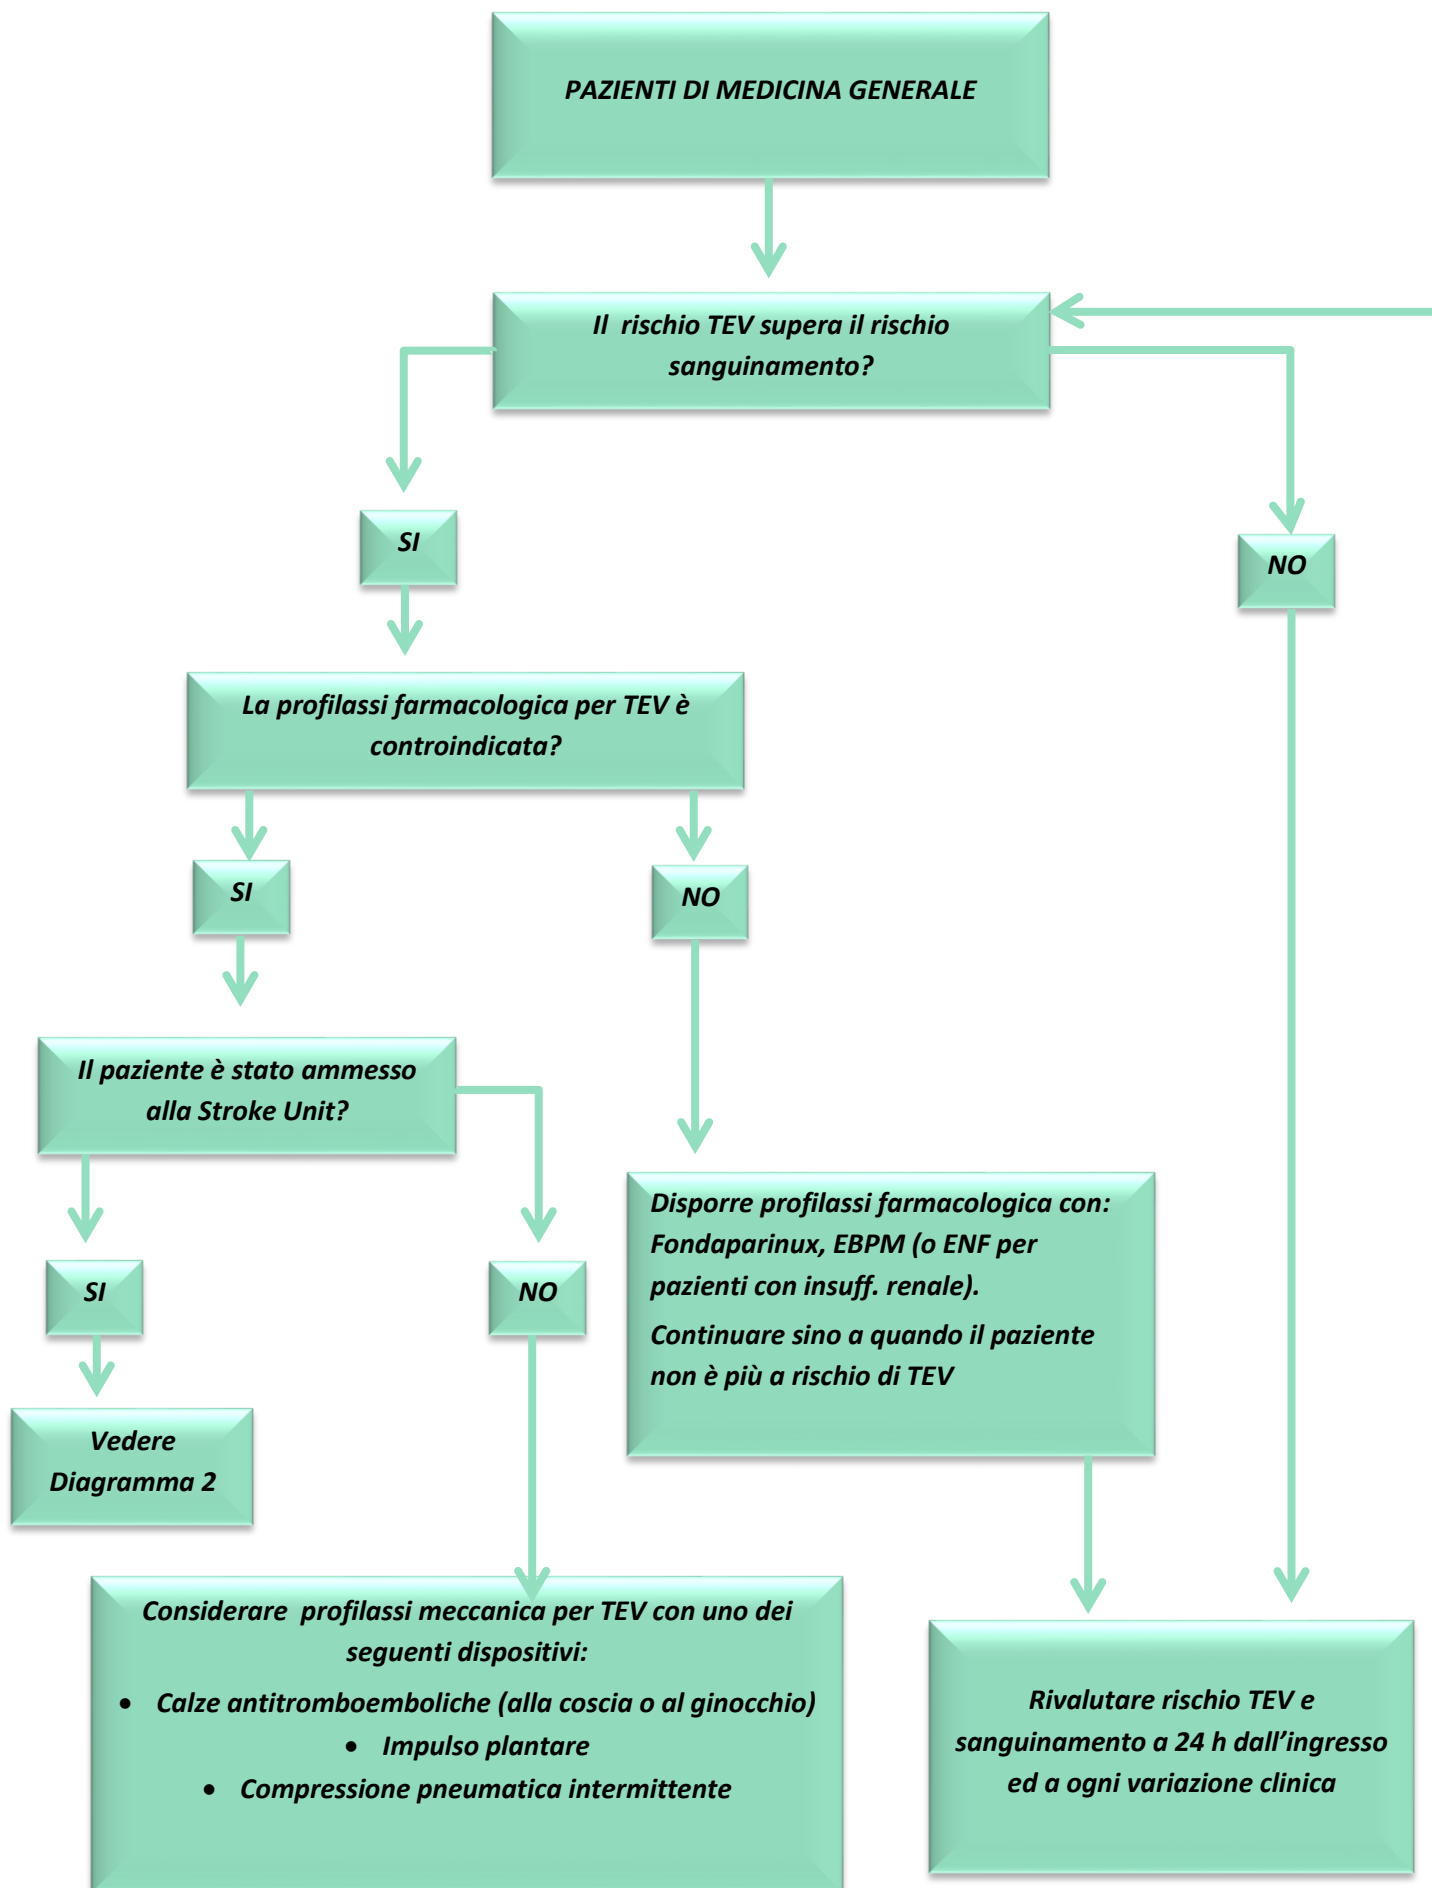 PAZIENTI DI MEDICINA GENERALE
Il  rischio TEV supera il rischio
sanguinamento?
SI
NO
La profilassi farmacologica per TEV è
controindicata?
SI
NO
Il paziente è stato ammesso
alla Stroke Unit?
Disporre profilassi farmacologica con:
Fondaparinux, EBPM (o ENF per
pazienti con insuff. renale).
Continuare sino a quando il paziente
non è più a rischio di TEV
SI
NO
Vedere
Diagramma 2
Considerare  profilassi meccanica per TEV con uno dei
seguenti dispositivi:
• Calze antitromboemboliche (alla coscia o al ginocchio)
• Impulso plantare
• Compressione pneumatica intermittente
Rivalutare rischio TEV e
sanguinamento a 24 h dall’ingresso
ed a ogni variazione clinica